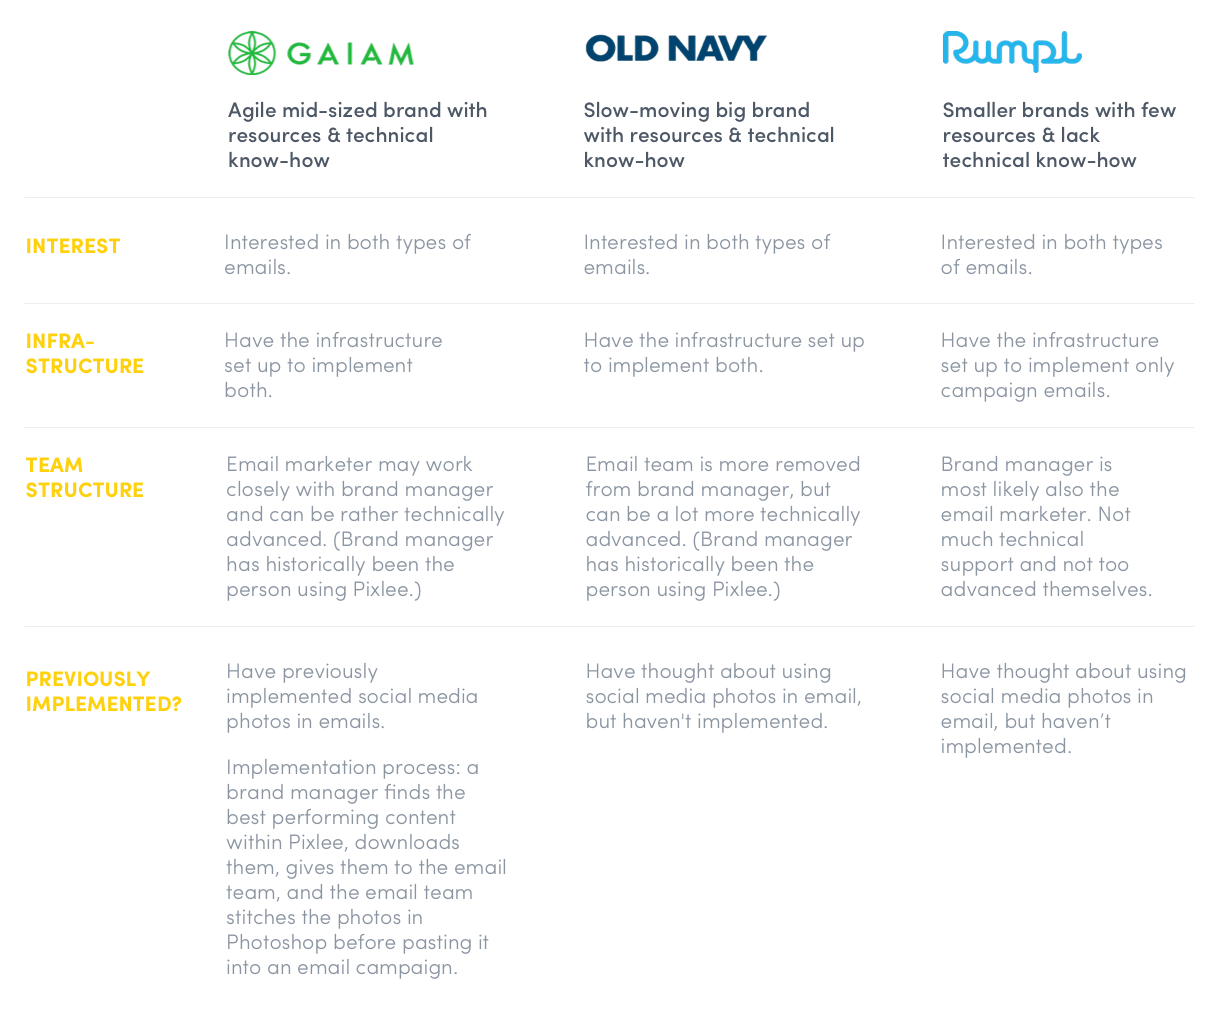 GAIAM
OLD NAVY
Rumpl
Agile mid-sized brand with
resources & technical
know-how
Slow-moving big brand
with resources & technical
know-how
Smaller brands with few
resources & lack
technical know-how
INTEREST
Interested in both types of
emails.
Interested in both types of
emails.
Interested in both types
of emails.
INFRA-
STRUCTURE
Have the infrastructure
set up to implement
both.
Have the infrastructure set up
to implement both.
Have the infrastructure
set up to implement only
campaign emails.
TEAM
STRUCTURE
Email marketer may work
closely with brand manager
and can be rather technically
advanced. (Brand manager
has historically been the
person using Pixlee.)
Email team is more removed
from brand manager, but
can be a lot more technically
advanced. (Brand manager
has historically been the
person using Pixlee.)
Brand manager is
most likely also the
email marketer. Not
much technical
support and not too
advanced themselves.
PREVIOUSLY
IMPLEMENTED?
Have previously
implemented social media
photos in emails.
Implementation process: a
brand manager finds the
best performing content
within Pixlee, downloads
them, gives them to the email
team, and the email team
stitches the photos in
Photoshop before pasting it
into an email campaign.
Have thought about using
social media photos in email,
but haven't implemented.
Have thought about using
social media photos in
email, but haven’t
implemented.